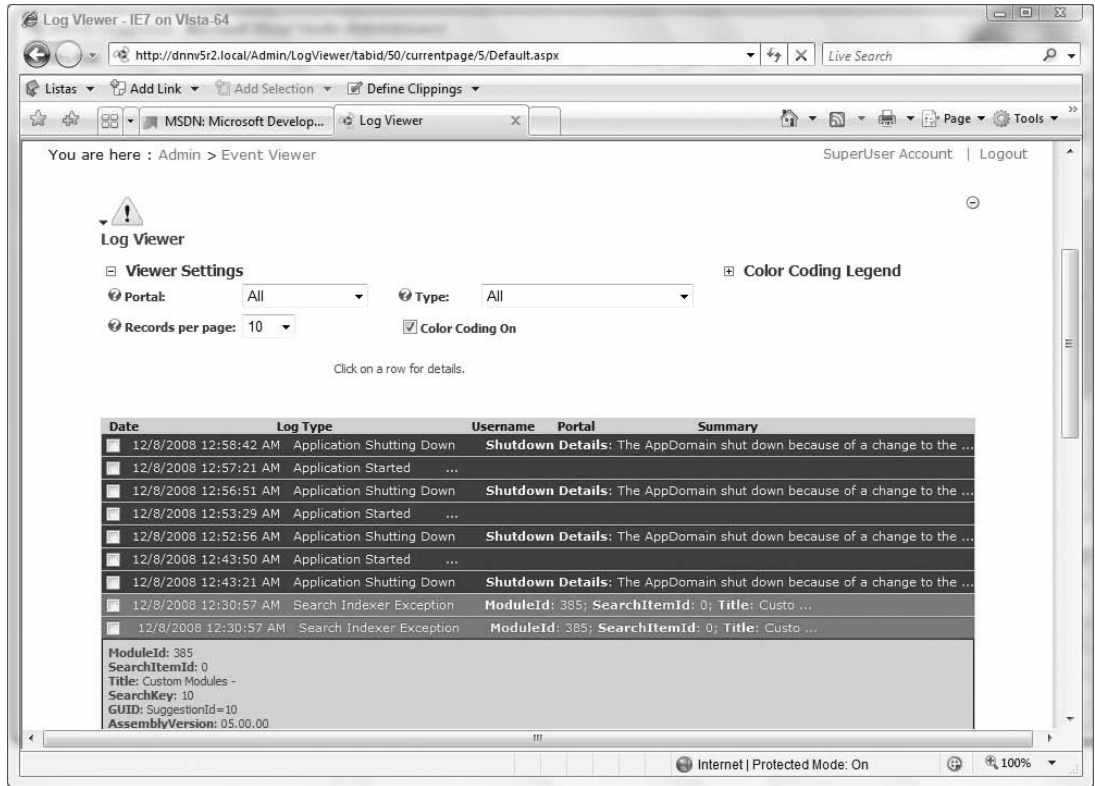 Log VIewer - IE7 on VIsta-64
http://dnnv5r2.local/Admin/LogViewer/tabid/50/currentpage/5/Default.aspx
Live Search
Listas
Add Link
Add Selection
Define Clippings
MSDN: Microsoft Develop...
Log Viewer
Page
Tools
You are here : Admin > Event Viewer
SuperUser Account | Logout
Log Viewer
Viewer Settings
Color Coding Legend
Portal: All
Type: All
Records per page: 10
Color Coding On
Click on a row for details.
Date Log Type Username Portal Summary
12/8/2008 12:58:42 AM Application Shutting Down Shutdown Details: The AppDomain shut down because of a change to the ...
12/8/2008 12:57:21 AM Application Started ...
12/8/2008 12:56:51 AM Application Shutting Down Shutdown Details: The AppDomain shut down because of a change to the ...
12/8/2008 12:53:29 AM Application Started ...
12/8/2008 12:52:56 AM Application Shutting Down Shutdown Details: The AppDomain shut down because of a change to the ...
12/8/2008 12:43:50 AM Application Started ...
12/8/2008 12:43:21 AM Application Shutting Down Shutdown Details: The AppDomain shut down because of a change to the ...
12/8/2008 12:30:57 AM Search Indexer Exception ModuleId: 385; SearchItemId: 0; Title: Custo ...
12/8/2008 12:30:57 AM Search Indexer Exception ModuleId: 385; SearchItemId: 0; Title: Custo ...
ModuleId: 385
SearchItemId: 0
Title: Custom Modules -
SearchKey: 10
GUID: SuggestionId=10
AssemblyVersion: 05.00.00
Internet | Protected Mode: On
100%